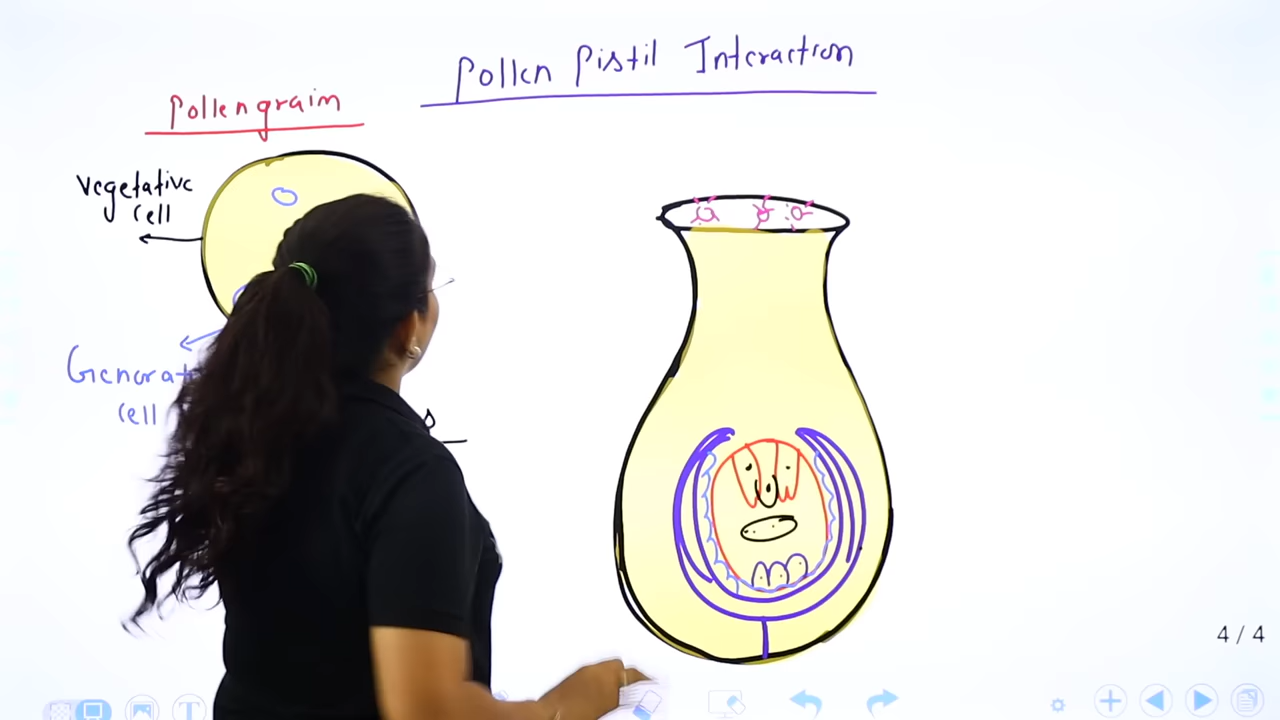 Pollen Pistil Interaction
Pollengrain
Vegetative
cell
cell
4 / 4
T